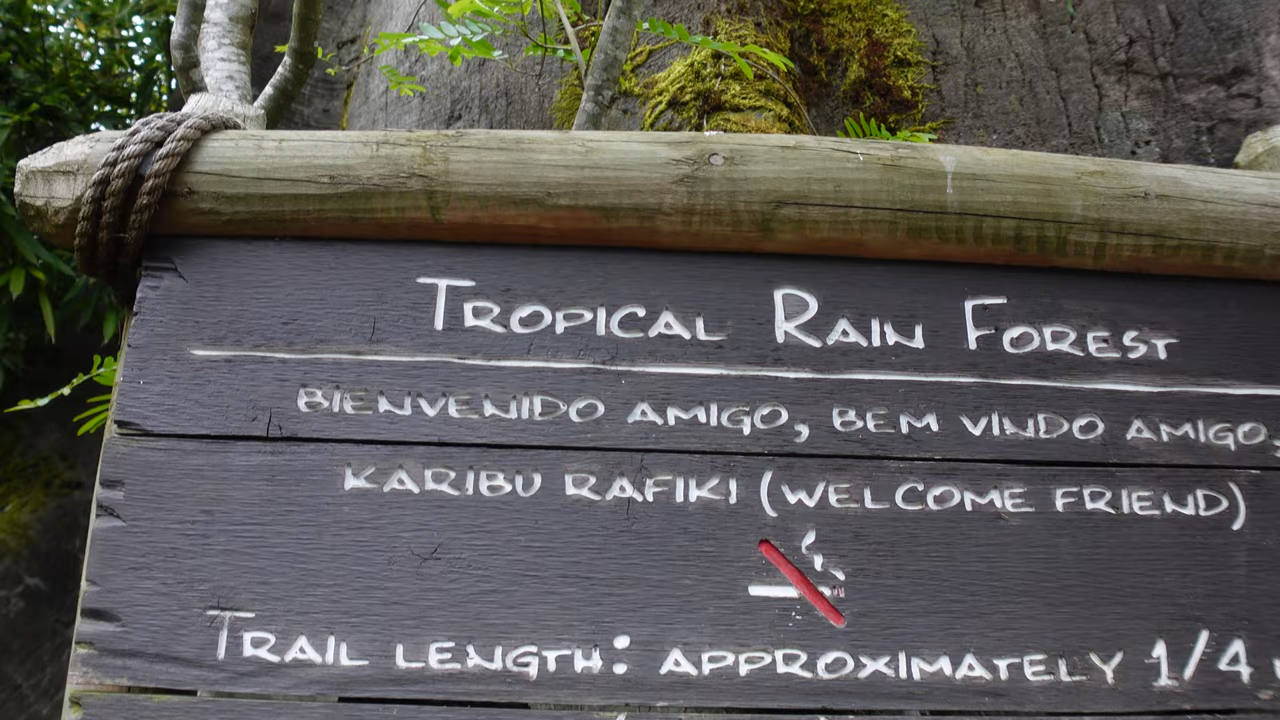 TROPICAL RAIN FOREST
BIENVENIDO AMIGO, BEM VINDO AMIGO,
KARIBU RAFIKI (WELCOME FRIEND)
TRAIL LENGTH: APPROXIMATELY 1/4